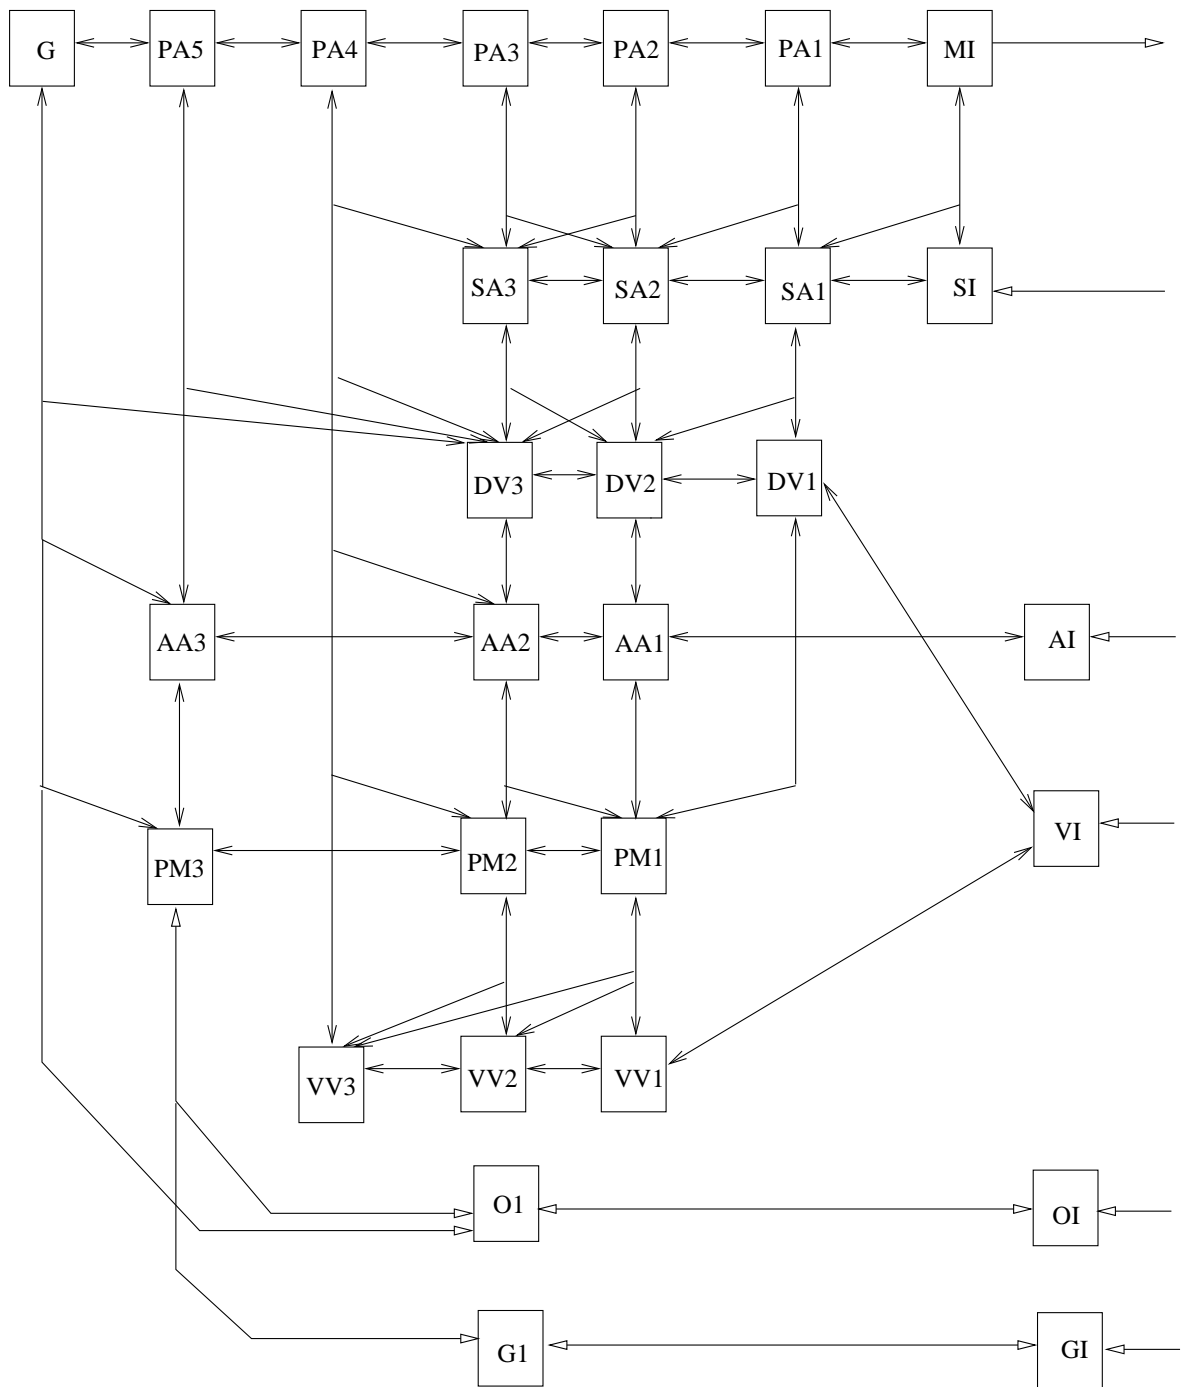 G PA5 PA4 PA3 PA2 PA1 MI
SA3 SA2 SA1 SI
DV3 DV2 DV1
AA3 AA2 AA1 AI
PM3 PM2 PM1 VI
VV3 VV2 VV1
O1 OI
G1 GI